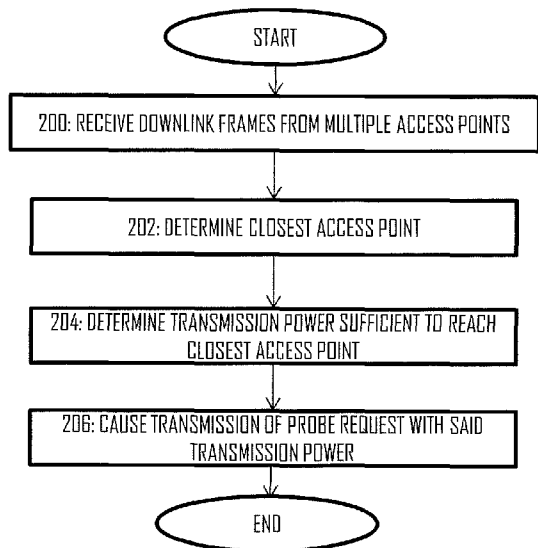 START
200: RECEIVE DOWNLINK FRAMES FROM MULTIPLE ACCESS POINTS
202: DETERMINE CLOSEST ACCESS POINT
204: DETERMINE TRANSMISSION POWER SUFFICIENT TO REACH
CLOSEST ACCESS POINT
206: CAUSE TRANSMISSION OF PROBE REQUEST WITH SAID
TRANSMISSION POWER
END